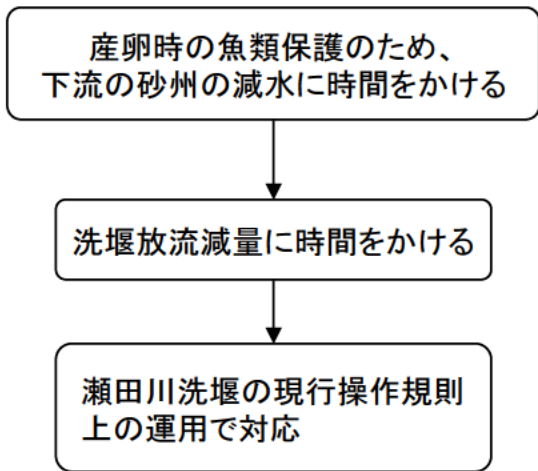 産卵時の魚類保護のため、
下流の砂州の減水に時間をかける
洗堰放流減量に時間をかける
瀬田川洗堰の現行操作規則
上の運用で対応